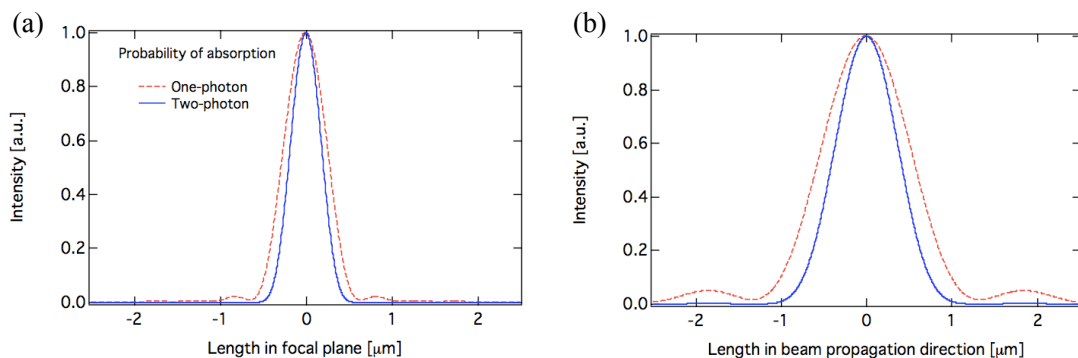 (a)
Intensity [a.u.]
1.0
0.8
0.6
0.4
0.2
0.0
Probability of absorption
One-photon
Two-photon
-2 -1 0 1 2
Length in focal plane [μm]
(b)
Intensity [a.u.]
1.0
0.8
0.6
0.4
0.2
0.0
-2 -1 0 1 2
Length in beam propagation direction [μm]